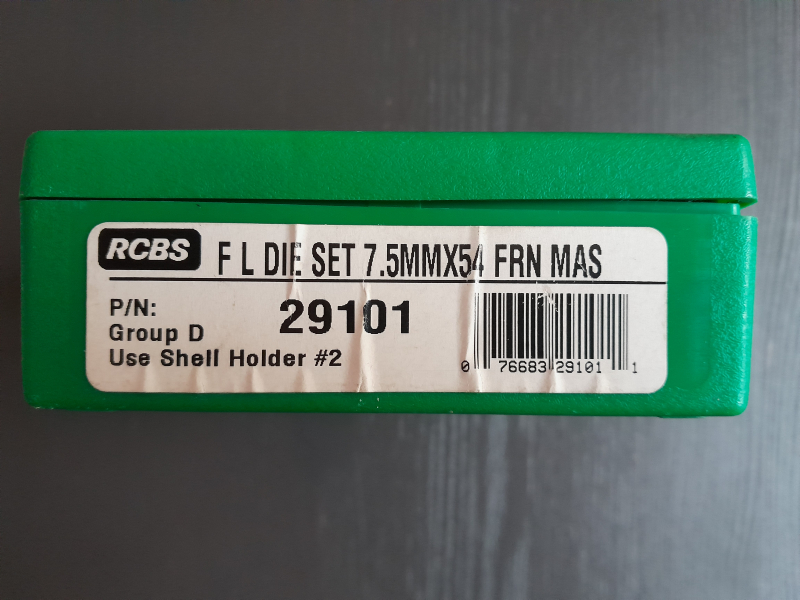 RCBS F L DIE SET 7.5MMX54 FRN MAS
P/N: 29101
Group D
Use Shell Holder #2
0 76683 29101 1